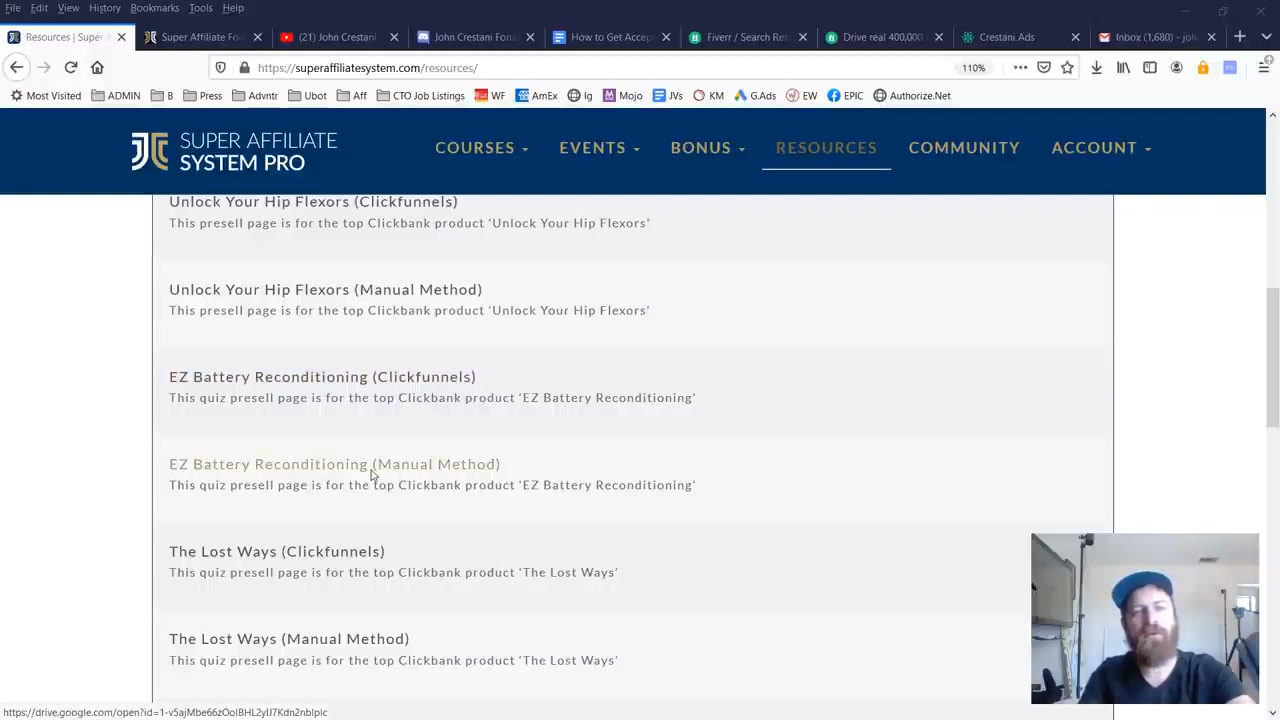 File Edit View History Bookmarks Tools Help
Resources | Super A
Super Affiliate Fou
(21) John Crestani
John Crestani Foru
How to Get Accep
Fiverr / Search Res
Drive real 400,000
Crestani.Ads
Inbox (1,680) - joh
https://superaffiliatesystem.com/resources/
110%
Most Visited ADMIN B Press Advntr Ubot Aff CTO Job Listings WF AmEx Ig Mojo JVs KM G.Ads EW EPIC Authorize.Net
SUPER AFFILIATE
SYSTEM PRO
COURSES EVENTS BONUS RESOURCES COMMUNITY ACCOUNT
Unlock Your Hip Flexors (Clickfunnels)
This presell page is for the top Clickbank product 'Unlock Your Hip Flexors'
Unlock Your Hip Flexors (Manual Method)
This presell page is for the top Clickbank product 'Unlock Your Hip Flexors'
EZ Battery Reconditioning (Clickfunnels)
This quiz presell page is for the top Clickbank product 'EZ Battery Reconditioning'
EZ Battery Reconditioning (Manual Method)
This quiz presell page is for the top Clickbank product 'EZ Battery Reconditioning'
The Lost Ways (Clickfunnels)
This quiz presell page is for the top Clickbank product 'The Lost Ways'
The Lost Ways (Manual Method)
This quiz presell page is for the top Clickbank product 'The Lost Ways'